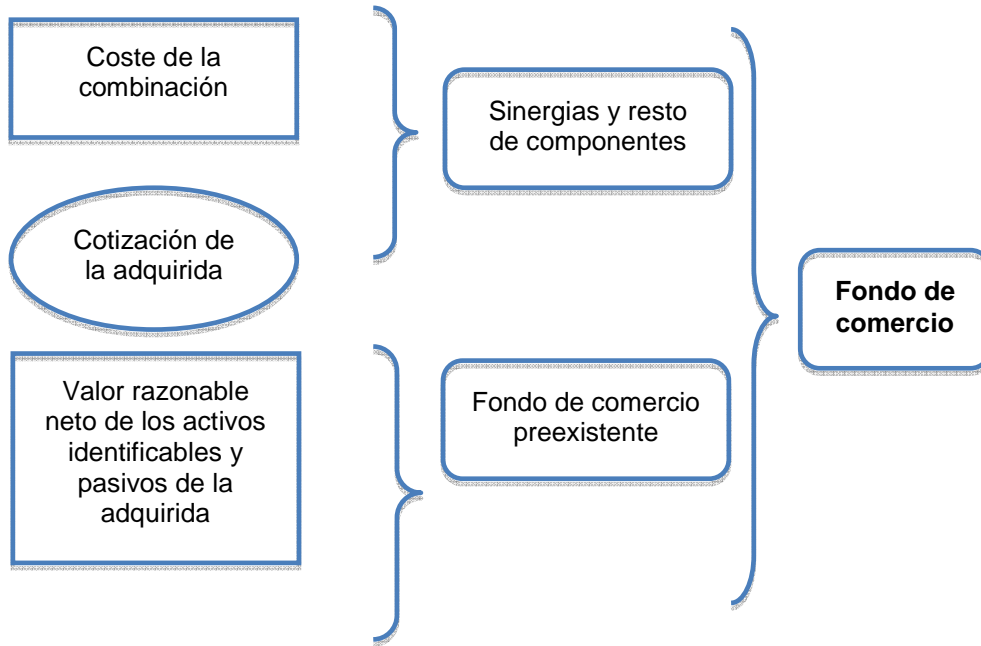 Coste de la
combinación
Sinergias y resto
de componentes
Cotización de
la adquirida
Fondo de
comercio
Valor razonable
neto de los activos
identificables y
pasivos de la
adquirida
Fondo de comercio
preexistente